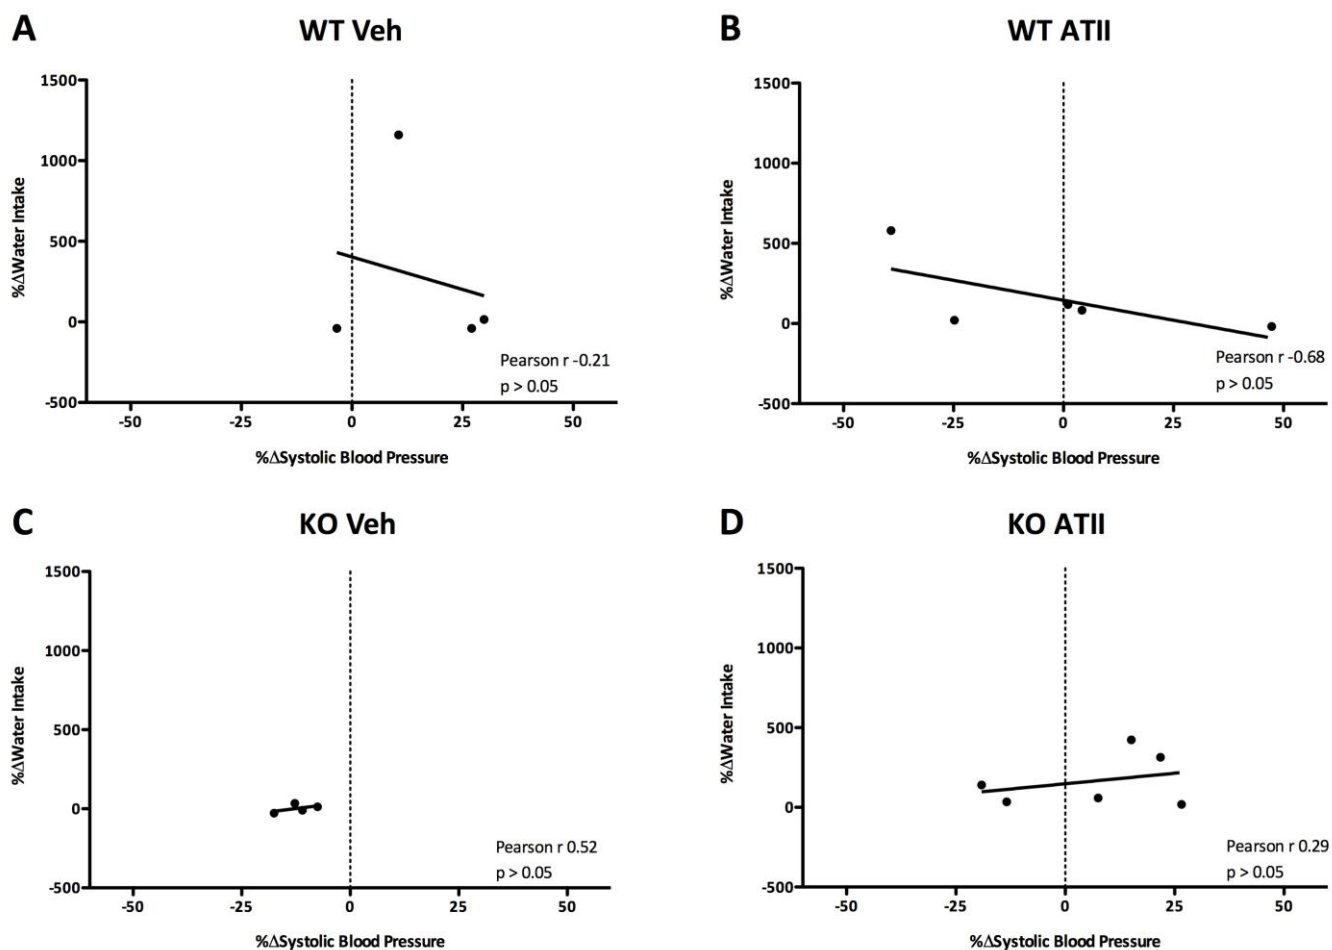 A
WT Veh
1500
1000
500
0
-500
%ΔWater Intake
-50
-25
0
25
50
%ΔSystolic Blood Pressure
Pearson r -0.21
p > 0.05
B
WT ATII
1500
1000
500
0
-500
%ΔWater Intake
-50
-25
0
25
50
%ΔSystolic Blood Pressure
Pearson r -0.68
p > 0.05
C
KO Veh
1500
1000
500
0
-500
%ΔWater Intake
-50
-25
0
25
50
%ΔSystolic Blood Pressure
Pearson r 0.52
p > 0.05
D
KO ATII
1500
1000
500
0
-500
%ΔWater Intake
-50
-25
0
25
50
%ΔSystolic Blood Pressure
Pearson r 0.29
p > 0.05